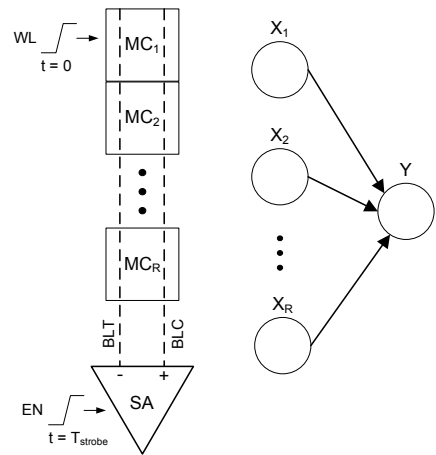 WL
t = 0
MC1
MC2
MCR
BLT
BLC
- +
SA
EN
t = Tstrobe
X1
X2
XR
Y